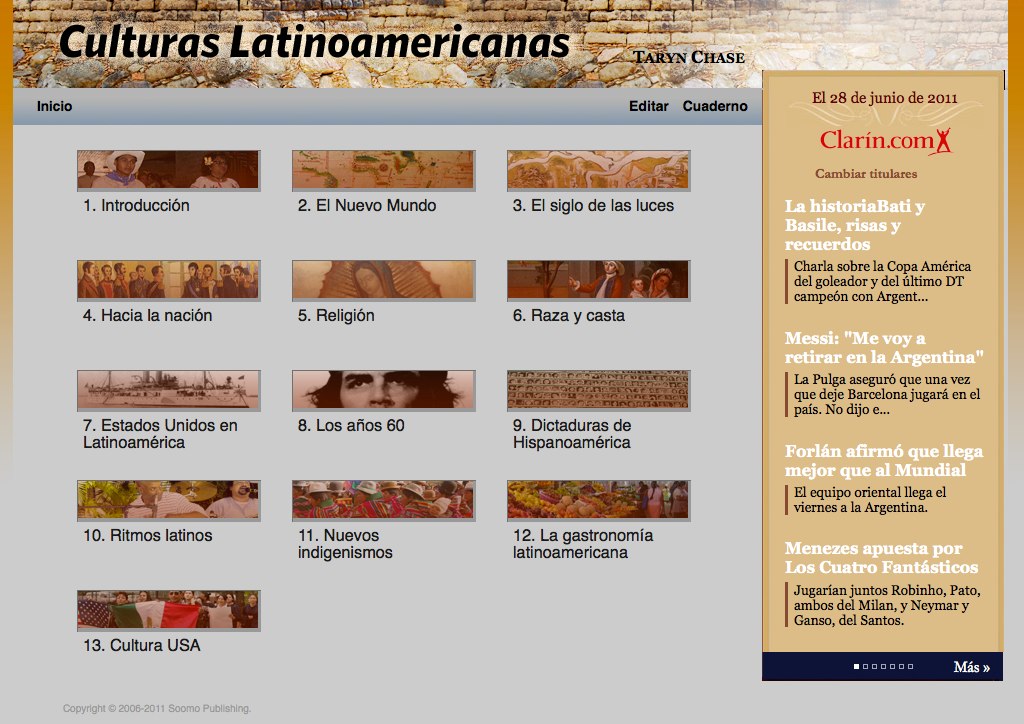 Culturas Latinoamericanas
TARYN CHASE
Inicio
Editar Cuaderno
1. Introducción
2. El Nuevo Mundo
3. El siglo de las luces
4. Hacia la nación
5. Religión
6. Raza y casta
7. Estados Unidos en
Latinoamérica
8. Los años 60
9. Dictaduras de
Hispanoamérica
10. Ritmos latinos
11. Nuevos
indigenismos
12. La gastronomía
latinoamericana
13. Cultura USA
El 28 de junio de 2011
Clarín.com
Cambiar titulares
La historiaBati y
Basile, risas y
recuerdos
Charla sobre la Copa América
del goleador y del último DT
campeón con Argent...
Messi: "Me voy a
retirar en la Argentina"
La Pulga aseguró que una vez
que deje Barcelona jugará en el
país. No dijo e...
Forlán afirmó que llega
mejor que al Mundial
El equipo oriental llega el
viernes a la Argentina.
Menezes apuesta por
Los Cuatro Fantásticos
Jugarían juntos Robinho, Pato,
ambos del Milan, y Neymar y
Ganso, del Santos.
Más »
Copyright © 2006-2011 Soomo Publishing.